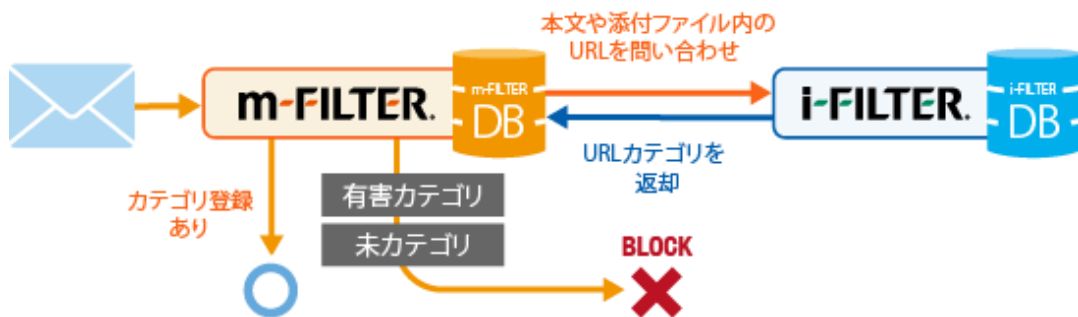 本文や添付ファイル内の
URLを問い合わせ
m-FILTER.
m-FILTER
DB
i-FILTER.
i-FILTER
DB
URLカテゴリを
返却
カテゴリ登録
あり
有害カテゴリ
未カテゴリ
BLOCK